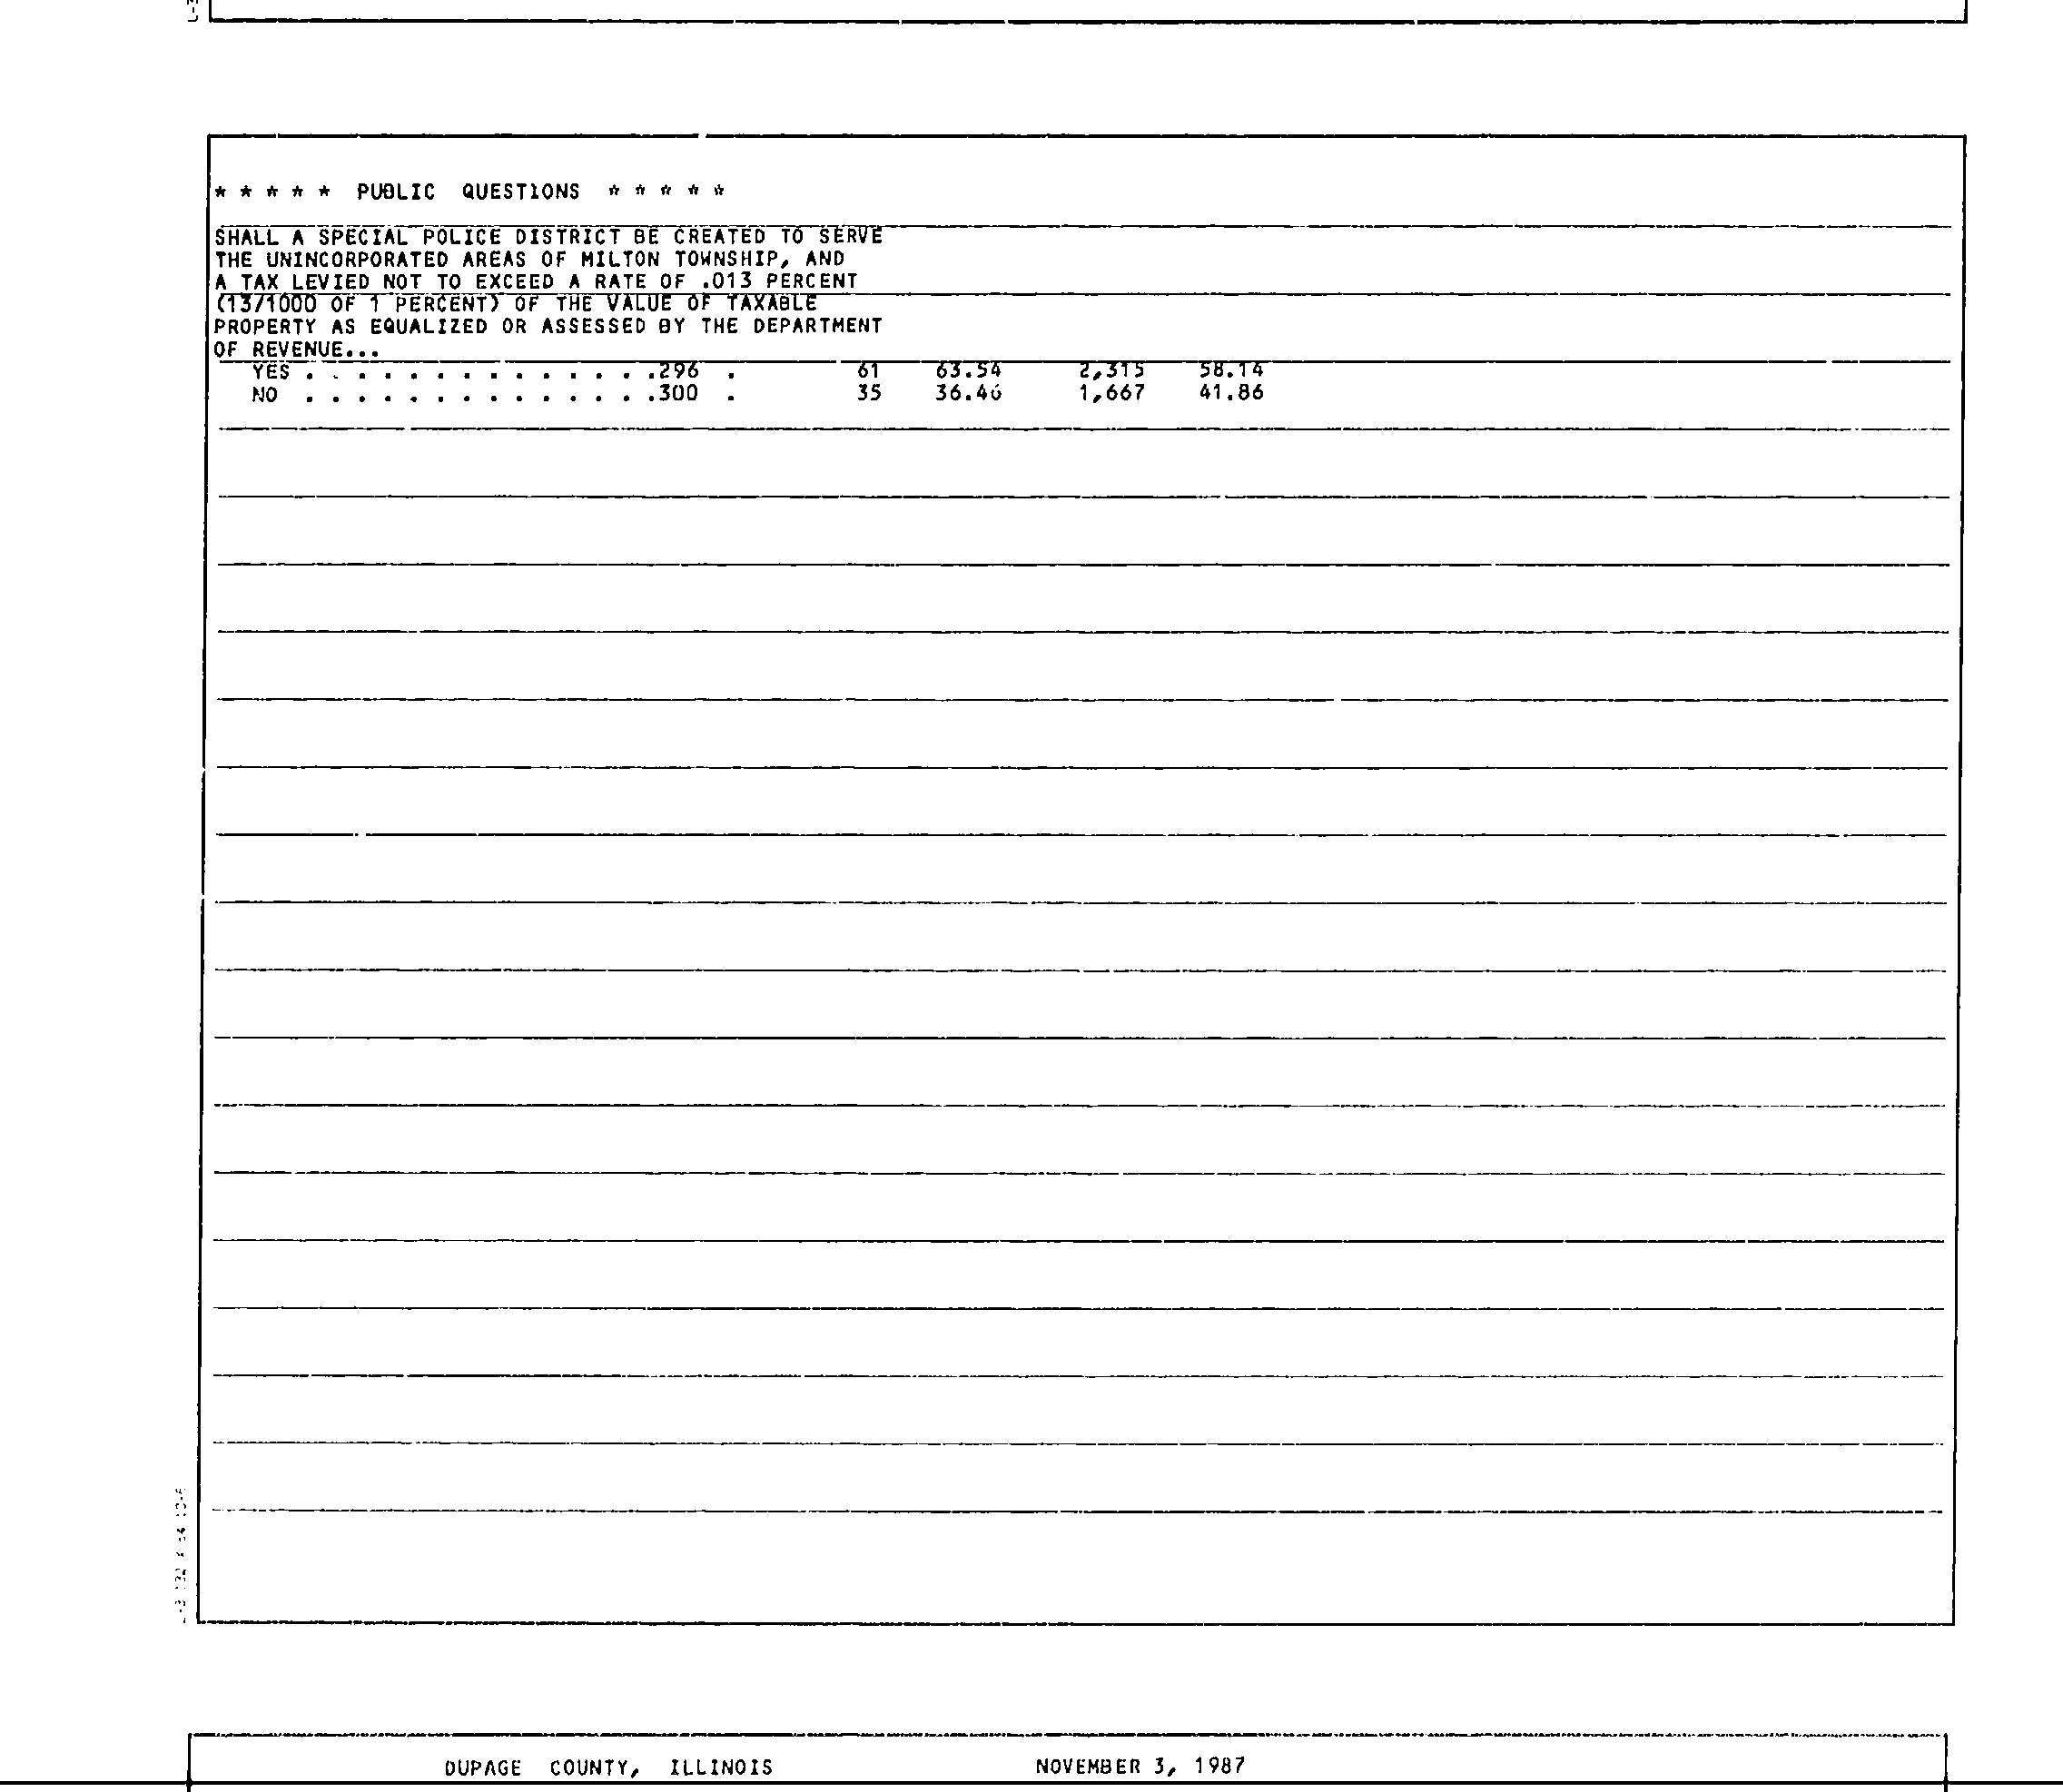 * * * * * PUBLIC QUESTIONS * * * * *
SHALL A SPECIAL POLICE DISTRICT BE CREATED TO SERVE
THE UNINCORPORATED AREAS OF MILTON TOWNSHIP, AND
A TAX LEVIED NOT TO EXCEED A RATE OF .013 PERCENT
(13/1000 OF 1 PERCENT) OF THE VALUE OF TAXABLE
PROPERTY AS EQUALIZED OR ASSESSED BY THE DEPARTMENT
OF REVENUE...
YES . . . . . . . . . . . . . .296 . 61 63.54 2,315 58.14
NO . . . . . . . . . . . . . .300 . 35 36.46 1,667 41.86
DUPAGE COUNTY, ILLINOIS NOVEMBER 3, 1987